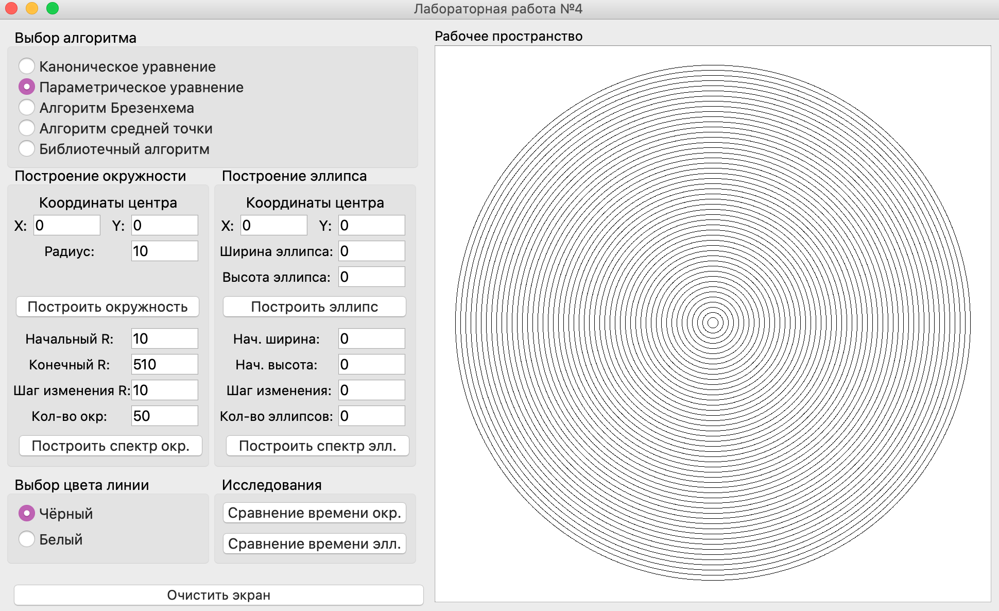 Лабораторная работа №4
Выбор алгоритма
Каноническое уравнение
Параметрическое уравнение
Алгоритм Брезенхема
Алгоритм средней точки
Библиотечный алгоритм
Построение окружности
Координаты центра
X: 0 Y: 0
Радиус: 10
Построить окружность
Начальный R: 10
Конечный R: 510
Шаг изменения R: 10
Кол-во окр: 50
Построить спектр окр.
Построение эллипса
Координаты центра
X: 0 Y: 0
Ширина эллипса: 0
Высота эллипса: 0
Построить эллипс
Нач. ширина: 0
Нач. высота: 0
Шаг изменения: 0
Кол-во эллипсов: 0
Построить спектр элл.
Выбор цвета линии
Чёрный
Белый
Исследования
Сравнение времени окр.
Сравнение времени элл.
Очистить экран
Рабочее пространство